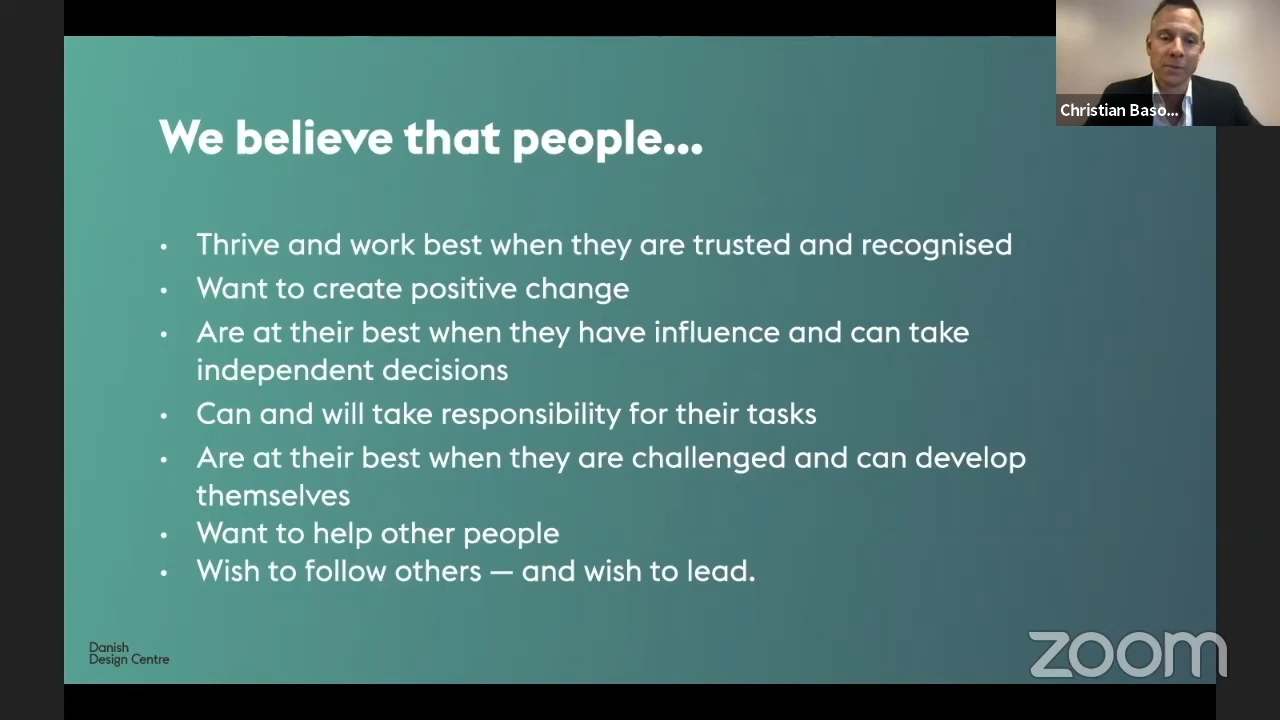 Christian Baso...
We believe that people...
• Thrive and work best when they are trusted and recognised
• Want to create positive change
• Are at their best when they have influence and can take
independent decisions
• Can and will take responsibility for their tasks
• Are at their best when they are challenged and can develop
themselves
• Want to help other people
• Wish to follow others — and wish to lead.
Danish
Design Centre
zoom